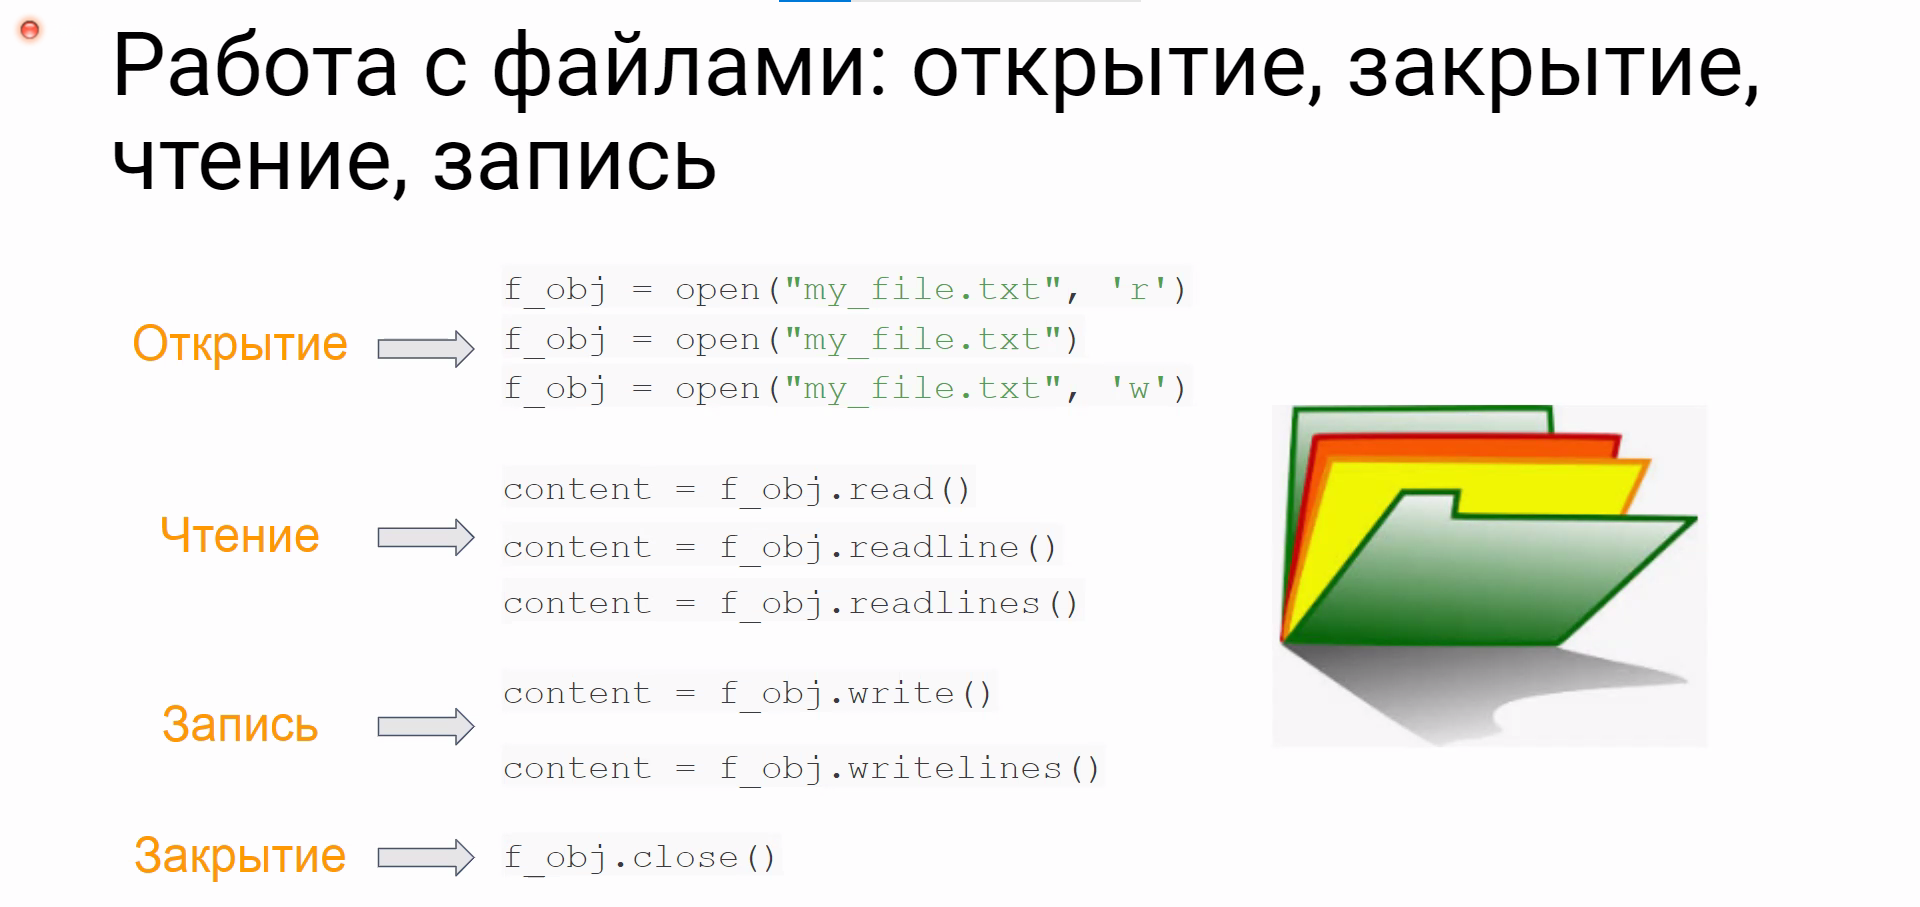 Работа с файлами: открытие, закрытие,
чтение, запись
Открытие
f_obj = open("my_file.txt", 'r')
f_obj = open("my_file.txt")
f_obj = open("my_file.txt", 'w')
Чтение
content = f_obj.read()
content = f_obj.readline()
content = f_obj.readlines()
Запись
content = f_obj.write()
content = f_obj.writelines()
Закрытие
f_obj.close()